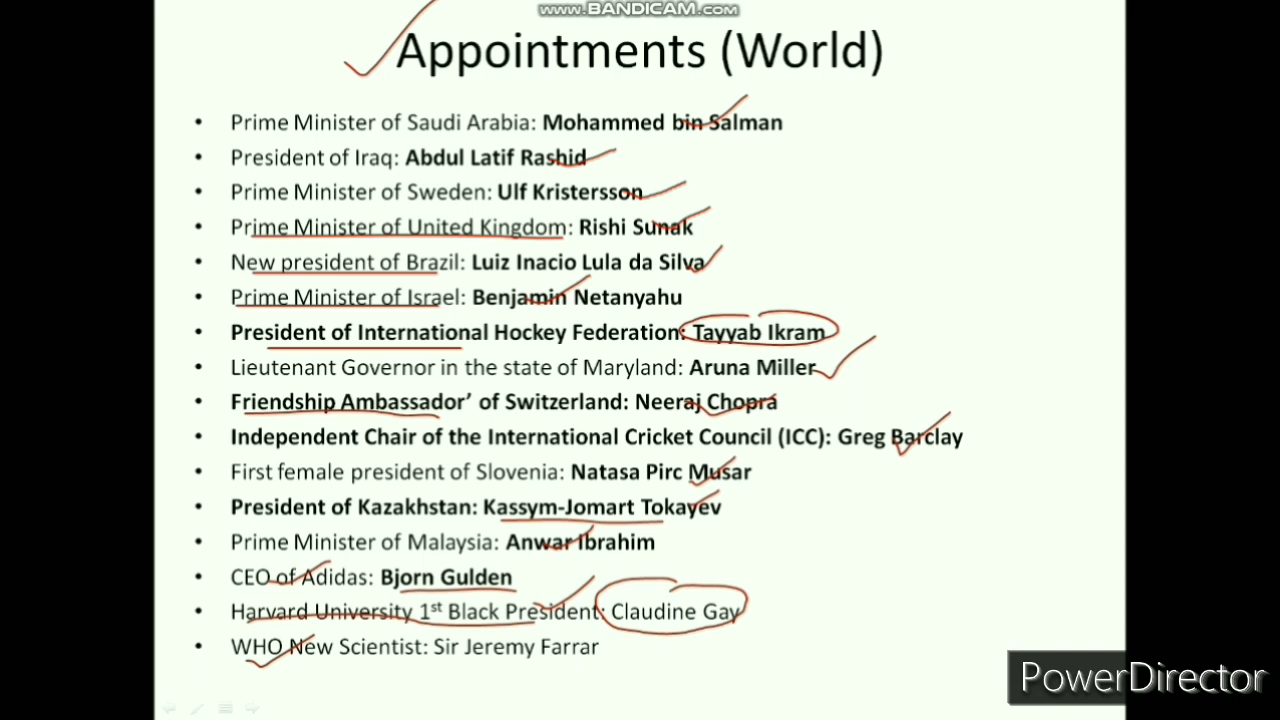 www.BANDICAM.com
Appointments (World)
• Prime Minister of Saudi Arabia: Mohammed bin Salman
• President of Iraq: Abdul Latif Rashid
• Prime Minister of Sweden: Ulf Kristersson
• Prime Minister of United Kingdom: Rishi Sunak
• New president of Brazil: Luiz Inacio Lula da Silva
• Prime Minister of Israel: Benjamin Netanyahu
• President of International Hockey Federation: Tayyab Ikram
• Lieutenant Governor in the state of Maryland: Aruna Miller
• Friendship Ambassador’ of Switzerland: Neeraj Chopra
• Independent Chair of the International Cricket Council (ICC): Greg Barclay
• First female president of Slovenia: Natasa Pirc Musar
• President of Kazakhstan: Kassym-Jomart Tokayev
• Prime Minister of Malaysia: Anwar Ibrahim
• CEO of Adidas: Bjorn Gulden
• Harvard University 1st Black President: Claudine Gay
• WHO New Scientist: Sir Jeremy Farrar
PowerDirector